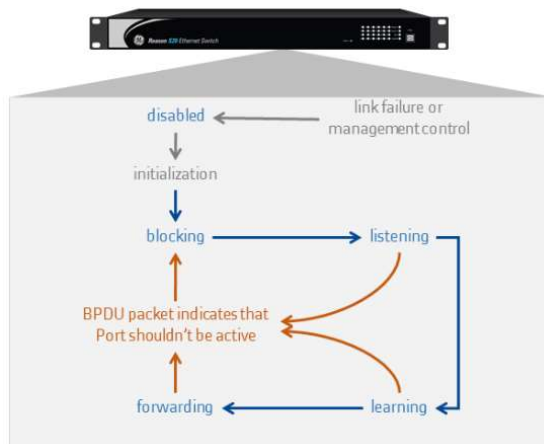 Reason S20 Ethernet Switch
disabled
link failure or
management control
initialization
blocking
listening
BPDU packet indicates that
Port shouldn't be active
forwarding
learning